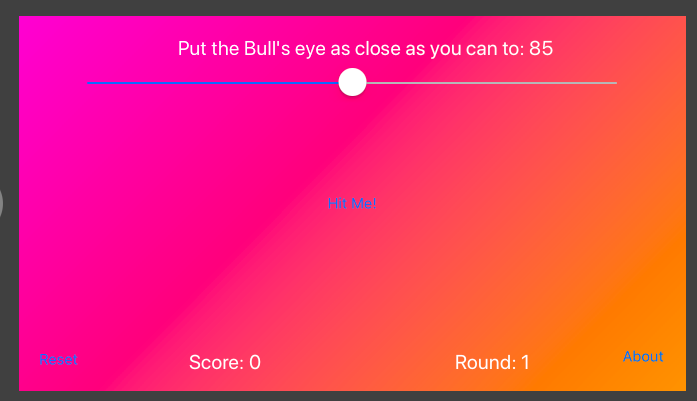 Put the Bull's eye as close as you can to: 85
Hit Me!
Reset
Score: 0
Round: 1
About